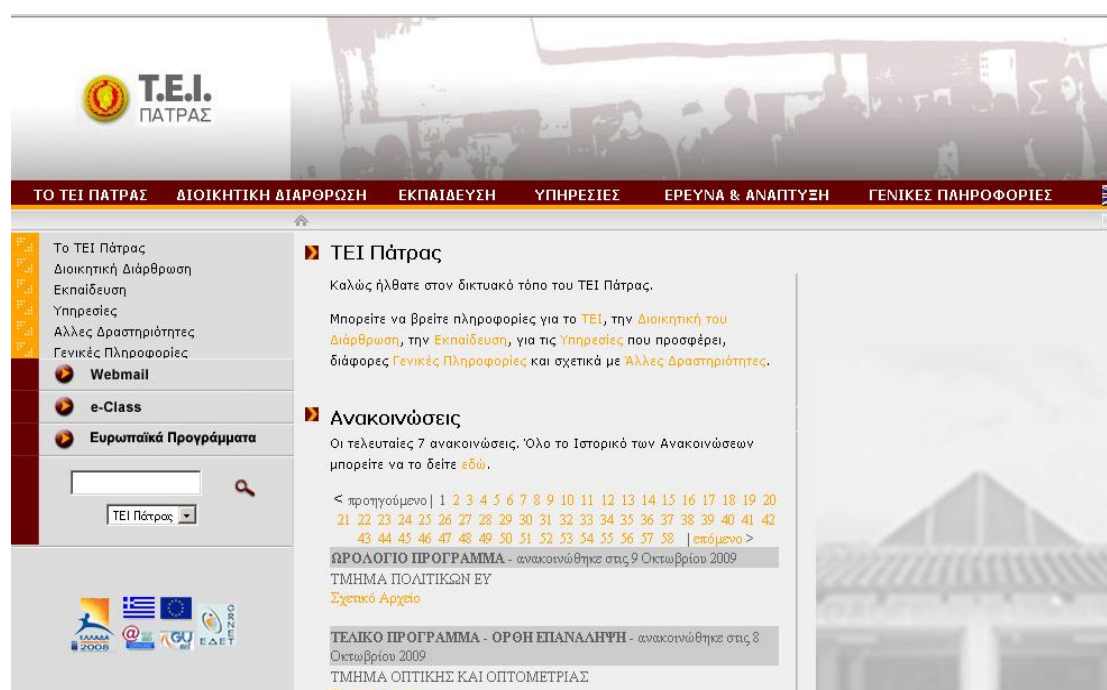 T.E.I.
ΠΑΤΡΑΣ
ΤΟ ΤΕΙ ΠΑΤΡΑΣ ΔΙΟΙΚΗΤΙΚΗ ΔΙΑΡΘΡΩΣΗ ΕΚΠΑΙΔΕΥΣΗ ΥΠΗΡΕΣΙΕΣ ΕΡΕΥΝΑ & ΑΝΑΠΤΥΞΗ ΓΕΝΙΚΕΣ ΠΛΗΡΟΦΟΡΙΕΣ
Το ΤΕΙ Πάτρας
Διοικητική Διάρθρωση
Εκπαίδευση
Υπηρεσίες
Αλλες Δραστηριότητες
Γενικές Πληροφορίες
Webmail
e-Class
Ευρωπαϊκά Προγράμματα
ΤΕΙ Πάτρας
ΕΛΛΑΔΑ
2008
GU
ΕΔΕΤ
GRNET
ΤΕΙ Πάτρας
Καλώς ήλθατε στον δικτυακό τόπο του ΤΕΙ Πάτρας.
Μπορείτε να βρείτε πληροφορίες για το ΤΕΙ, την Διοικητική του
Διάρθρωση, την Εκπαίδευση, για τις Υπηρεσίες που προσφέρει,
διάφορες Γενικές Πληροφορίες και σχετικά με Άλλες Δραστηριότητες.
Ανακοινώσεις
Οι τελευταίες 7 ανακοινώσεις. Όλο το Ιστορικό των Ανακοινώσεων
μπορείτε να το δείτε εδώ.
< προηγούμενο| 1 2 3 4 5 6 7 8 9 10 11 12 13 14 15 16 17 18 19 20
21 22 23 24 25 26 27 28 29 30 31 32 33 34 35 36 37 38 39 40 41 42
43 44 45 46 47 48 49 50 51 52 53 54 55 56 57 58 |επόμενο >
ΩΡΟΛΟΓΙΟ ΠΡΟΓΡΑΜΜΑ - ανακοινώθηκε στις 9 Οκτωβρίου 2009
ΤΜΗΜΑ ΠΟΛΙΤΙΚΩΝ ΕΥ
Σχετικό Αρχείο
ΤΕΛΙΚΟ ΠΡΟΓΡΑΜΜΑ - ΟΡΘΗ ΕΠΑΝΑΛΗΨΗ - ανακοινώθηκε στις 8
Οκτωβρίου 2009
ΤΜΗΜΑ ΟΠΤΙΚΗΣ ΚΑΙ ΟΠΤΟΜΕΤΡΙΑΣ